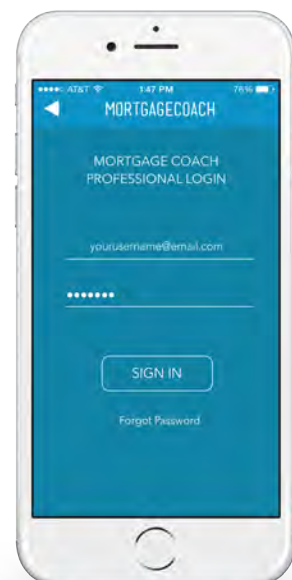 AT&T 1:47 PM 76%
MORTGAGECOACH
MORTGAGE COACH
PROFESSIONAL LOGIN
yourusername@email.com
•••••••
SIGN IN
Forgot Password